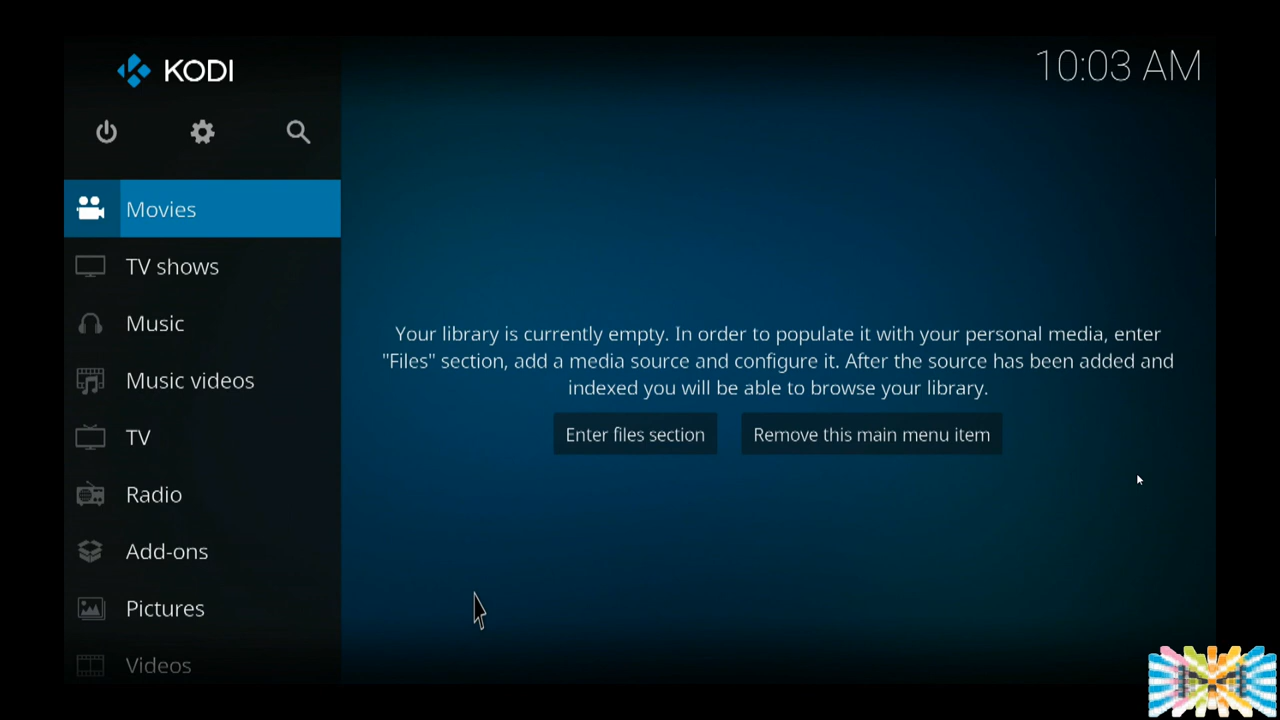 KODI
10:03 AM
Movies
TV shows
Music
Music videos
TV
Radio
Add-ons
Pictures
Videos
Your library is currently empty. In order to populate it with your personal media, enter
"Files" section, add a media source and configure it. After the source has been added and
indexed you will be able to browse your library.
Enter files section
Remove this main menu item